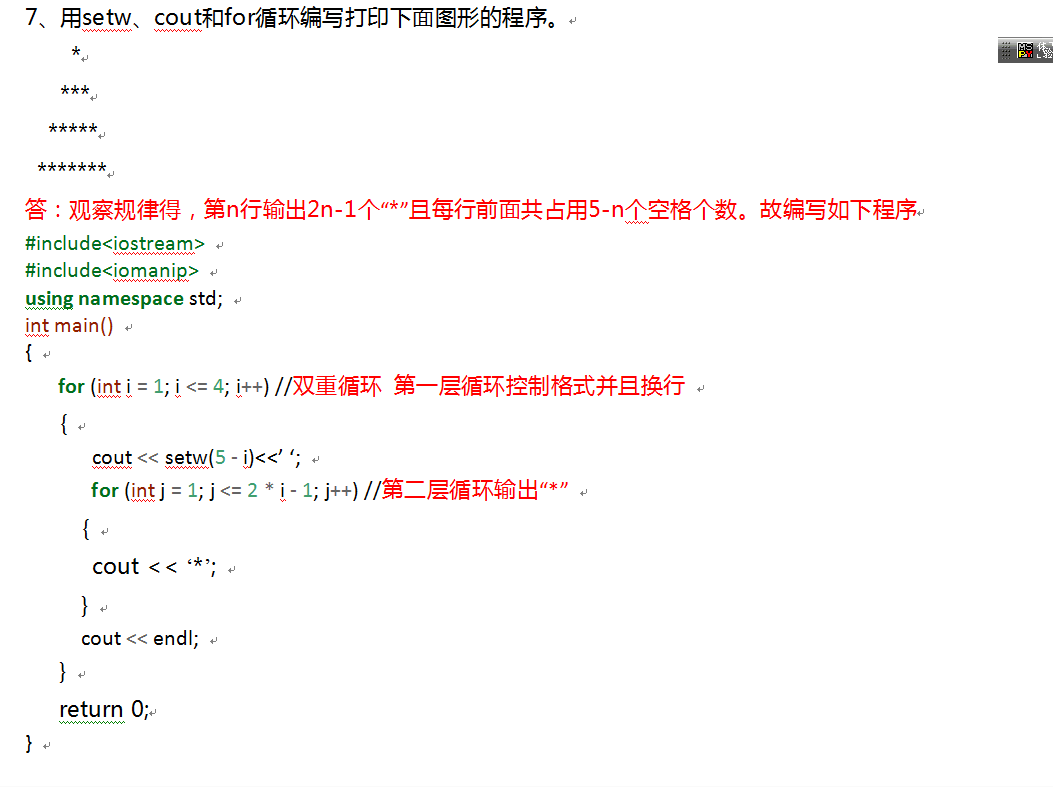 7、用setw、cout和for循环编写打印下面图形的程序。
*
***
*****
*******
答：观察规律得，第n行输出2n-1个“*”且每行前面共占用5-n个空格个数。故编写如下程序
#include<iostream>
#include<iomanip>
using namespace std;
int main()
{
for (int i = 1; i <= 4; i++) //双重循环 第一层循环控制格式并且换行
{
cout << setw(5 - i)<<’ ‘;
for (int j = 1; j <= 2 * i - 1; j++) //第二层循环输出“*”
{
cout << ‘*’;
}
cout << endl;
}
return 0;
}